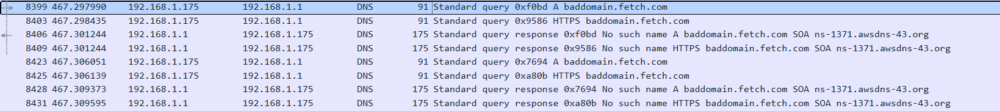 8399 467.297990 192.168.1.175 192.168.1.1 DNS 91 Standard query 0xf0bd A baddomain.fetch.com
8403 467.298435 192.168.1.175 192.168.1.1 DNS 91 Standard query 0x9586 HTTPS baddomain.fetch.com
8406 467.301244 192.168.1.1 192.168.1.175 DNS 175 Standard query response 0xf0bd No such name A baddomain.fetch.com SOA ns-1371.awsdns-43.org
8409 467.301244 192.168.1.1 192.168.1.175 DNS 175 Standard query response 0x9586 No such name HTTPS baddomain.fetch.com SOA ns-1371.awsdns-43.org
8423 467.306051 192.168.1.175 192.168.1.1 DNS 91 Standard query 0x7694 A baddomain.fetch.com
8425 467.306139 192.168.1.175 192.168.1.1 DNS 91 Standard query 0xa80b HTTPS baddomain.fetch.com
8428 467.309373 192.168.1.1 192.168.1.175 DNS 175 Standard query response 0x7694 No such name A baddomain.fetch.com SOA ns-1371.awsdns-43.org
8431 467.309595 192.168.1.1 192.168.1.175 DNS 175 Standard query response 0xa80b No such name HTTPS baddomain.fetch.com SOA ns-1371.awsdns-43.org